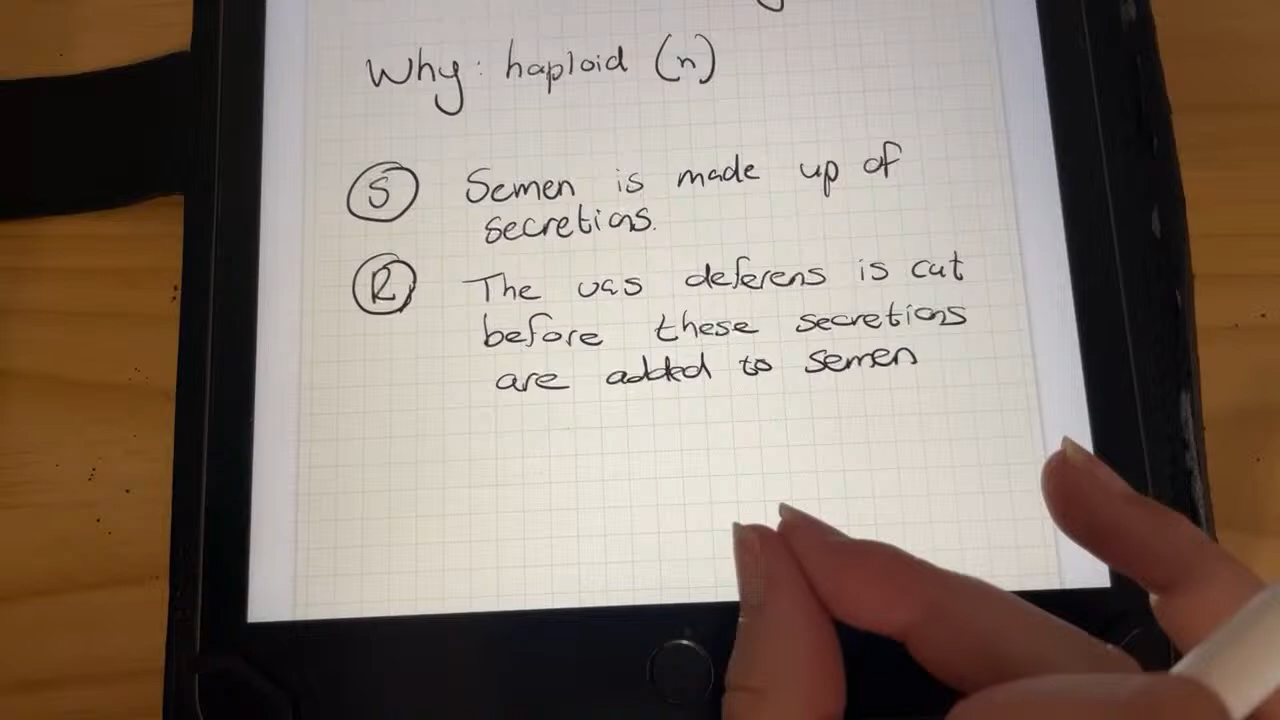 Why: haploid (n)
S Semen is made up of
secretions.
R The vas deferens is cut
before these secretions
are added to semen